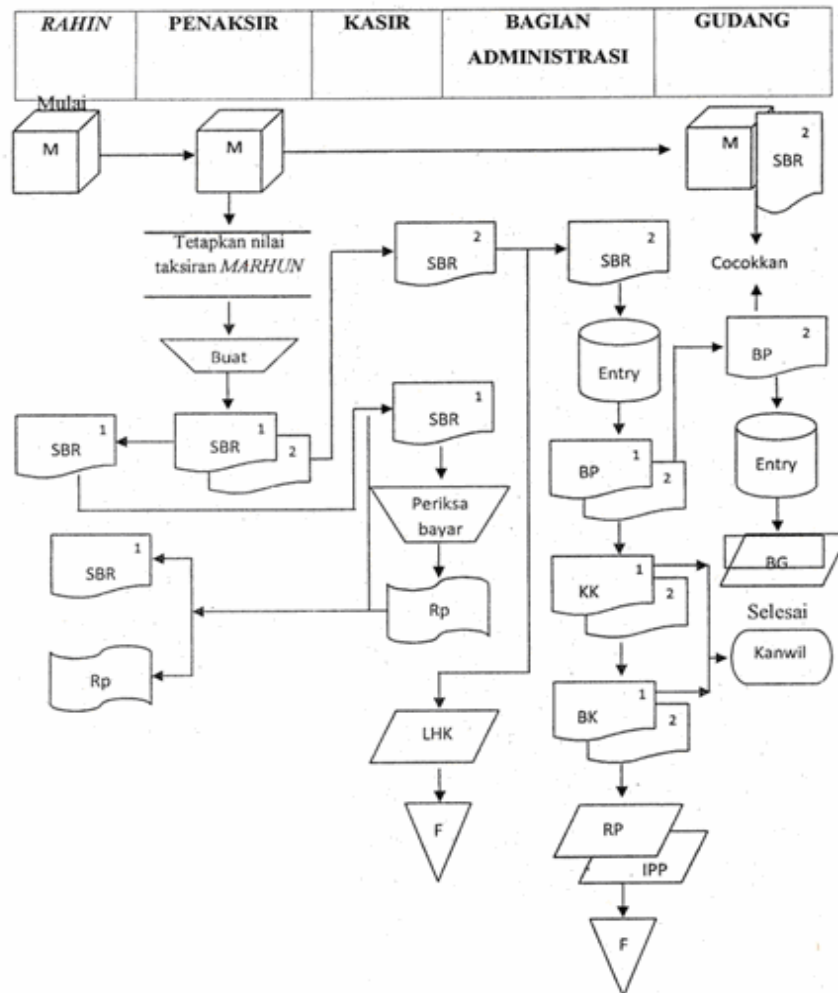 RAHIN PENAKSIR KASIR BAGIAN ADMINISTRASI GUDANG
Mulai
M
M
M
2
SBR
Tetapkan nilai
taksiran MARHUN
2
SBR
2
SBR
Cocokkan
Buat
Entry
2
BP
1
SBR
1
SBR
2
1
SBR
1
BP
2
Entry
Periksa
bayar
1
SBR
1
KK
2
BG
Rp
Selesai
Kanwil
Rp
1
BK
2
LHK
F
RP
IPP
F